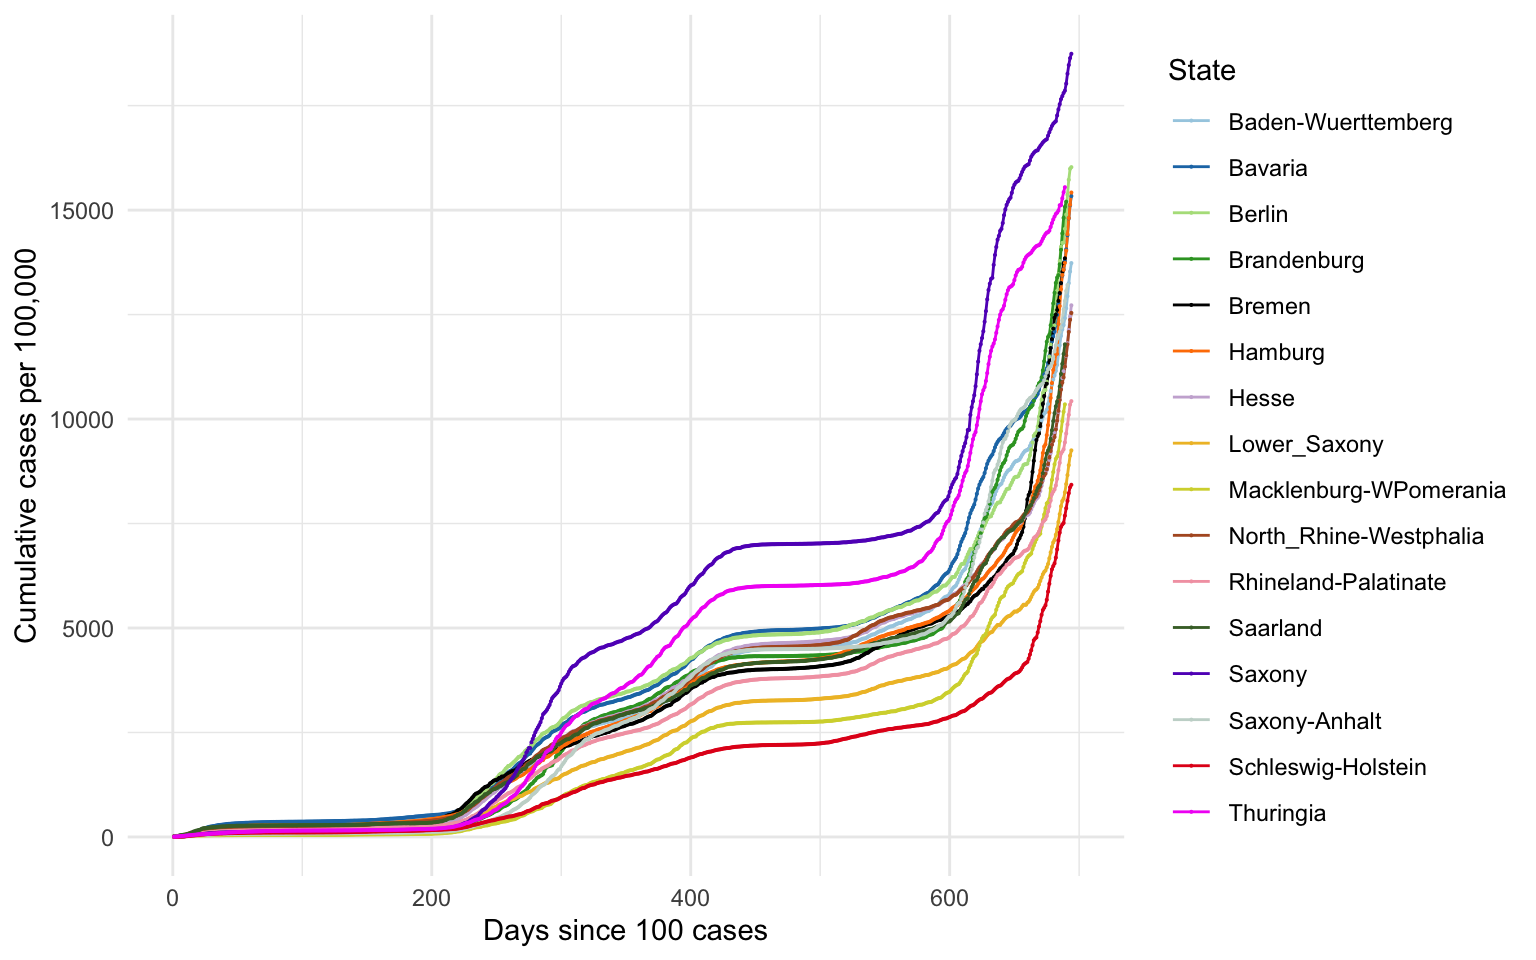 State
Baden-Wuerttemberg
Bavaria
Berlin
Brandenburg
Bremen
Hamburg
Hesse
Lower_Saxony
Macklenburg-WPomerania
North_Rhine-Westphalia
Rhineland-Palatinate
Saarland
Saxony
Saxony-Anhalt
Schleswig-Holstein
Thuringia
Cumulative cases per 100,000
15000
10000
5000
0
0 200 400 600
Days since 100 cases